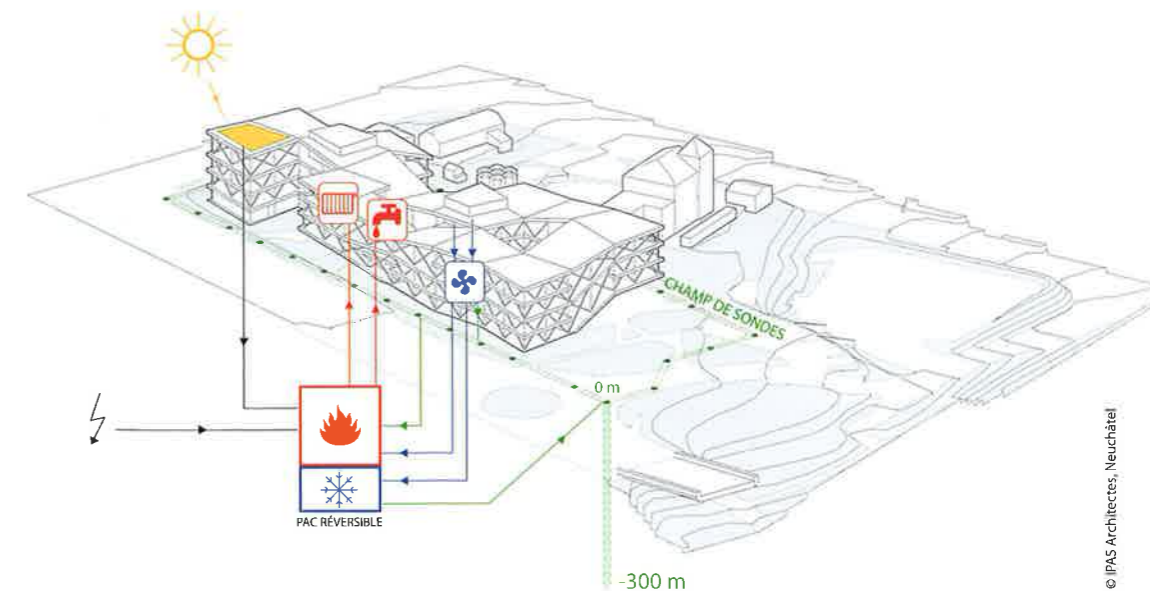 CHAMP DE SONDES
0 m
PAC RÉVERSIBLE
-300 m
© IPAS Architectes, Neuchâtel